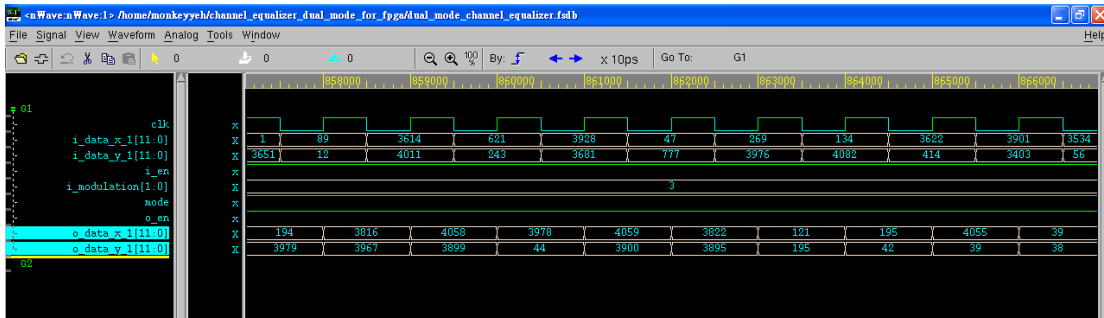 <nWave:nWave:1> /home/monkeyyeh/channel_equalizer_dual_mode_for_fpga/dual_mode_channel_equalizer.fsdb
File Signal View Waveform Analog Tools Window Help
0 0 0 100 % By: x 10ps Go To: G1
858000 859000 860000 861000 862000 863000 864000 865000 866000
G1
clk x
i_data_x_1[11:0] x 1 89 3614 621 3928 47 269 134 3622 3901 3534
i_data_y_1[11:0] x 3651 12 4011 243 3681 777 3976 4082 414 3403 56
i_en x
i_modulation[1:0] x 3
mode x
o_en x
o_data_x_1[11:0] x 194 3816 4058 3978 4059 3822 121 195 4055 39
o_data_y_1[11:0] x 3979 3967 3899 44 3900 3895 195 42 39 38
G2